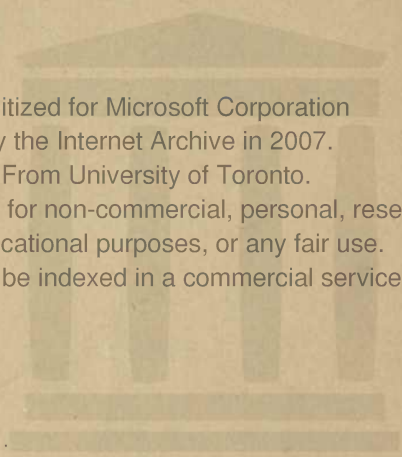 itized for Microsoft Corporation
y the Internet Archive in 2007.
From University of Toronto.
for non-commercial, personal, rese
cational purposes, or any fair use.
be indexed in a commercial service